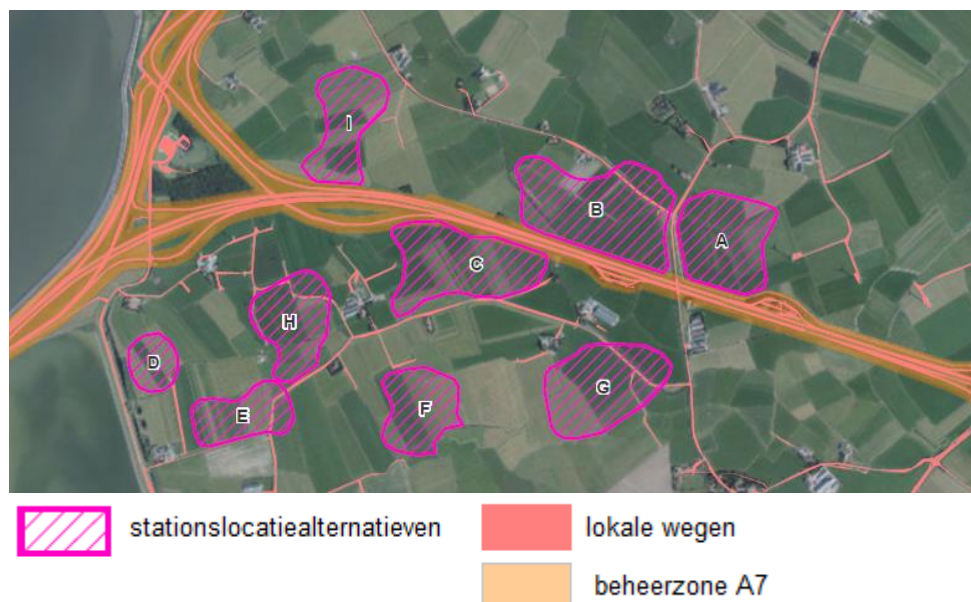 I
B
A
C
H
D
G
F
E
stationslocatiealternatieven
lokale wegen
beheerzone A7